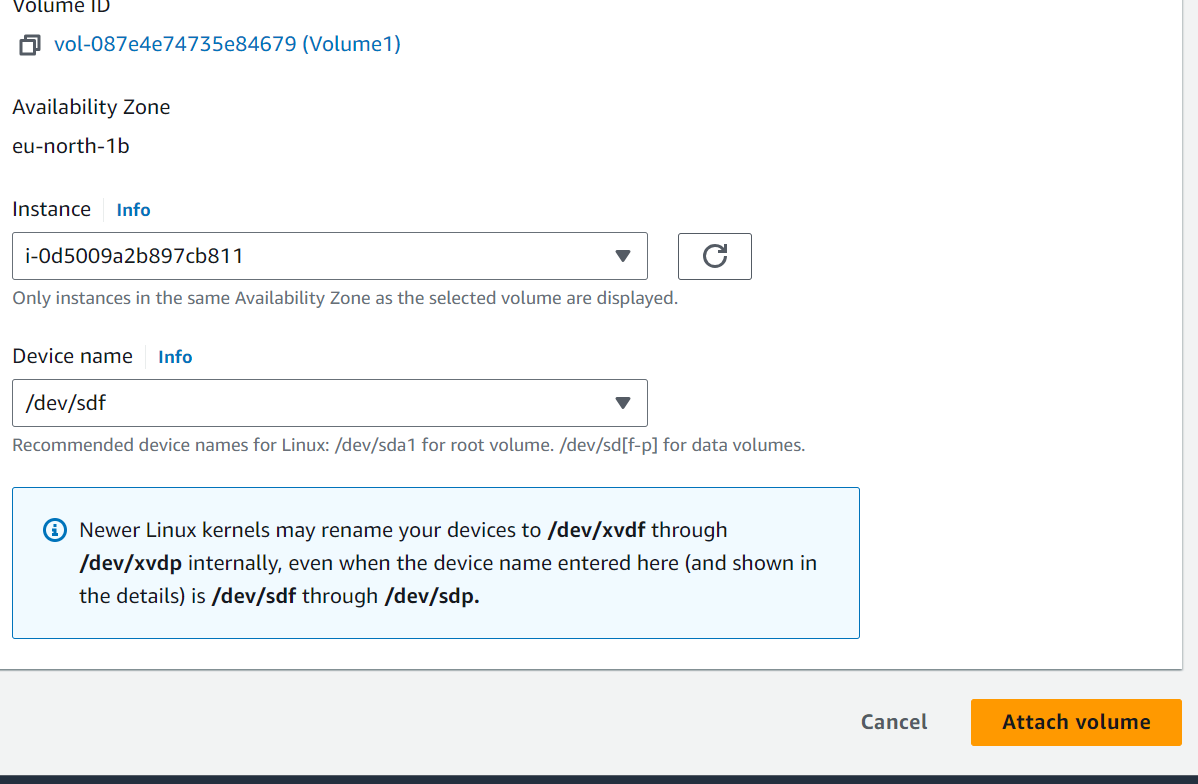 Volume ID
vol-087e4e74735e84679 (Volume1)
Availability Zone
eu-north-1b
Instance Info
i-0d5009a2b897cb811
Only instances in the same Availability Zone as the selected volume are displayed.
Device name Info
/dev/sdf
Recommended device names for Linux: /dev/sda1 for root volume. /dev/sd[f-p] for data volumes.
Newer Linux kernels may rename your devices to /dev/xvdf through
/dev/xvdp internally, even when the device name entered here (and shown in
the details) is /dev/sdf through /dev/sdp.
Cancel Attach volume